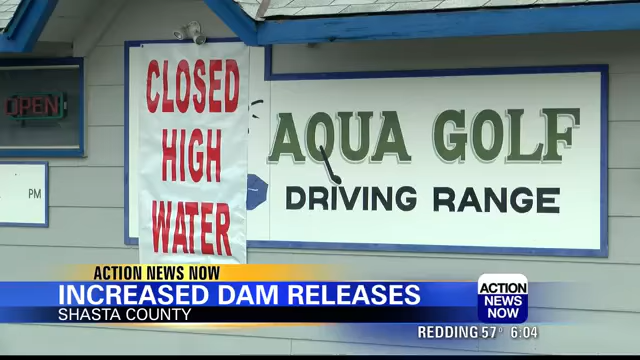 OPEN
PM
CLOSED
HIGH
WATER
AQUA GOLF
DRIVING RANGE
ACTION NEWS NOW
INCREASED DAM RELEASES
SHASTA COUNTY
ACTION
NEWS
NOW
REDDING 57° 6:04